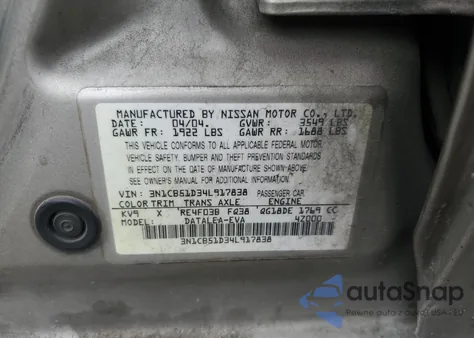 MANUFACTURED BY NISSAN MOTOR CO., LTD.
DATE: 04/04. GVWR: 3549 LBS
GAWR FR: 1922 LBS GAWR RR: 1688 LBS
THIS VEHICLE CONFORMS TO ALL APPLICABLE FEDERAL MOTOR
VEHICLE SAFETY, BUMPER AND THEFT PREVENTION STANDARDS
IN EFFECT ON THE DATE OF MANUFACTURE SHOWN ABOVE.
SEE OWNER'S MANUAL FOR ADDITIONAL INFORMATION.
VIN: 3N1CB51D34L917838 PASSENGER CAR
COLOR TRIM TRANS AXLE ENGINE
KV9 X RE4F03B FQ38 QG18DE 1769 CC
MODEL: DATALEA-EVA 4Z000
3N1CB51D34L917838
autoSnap